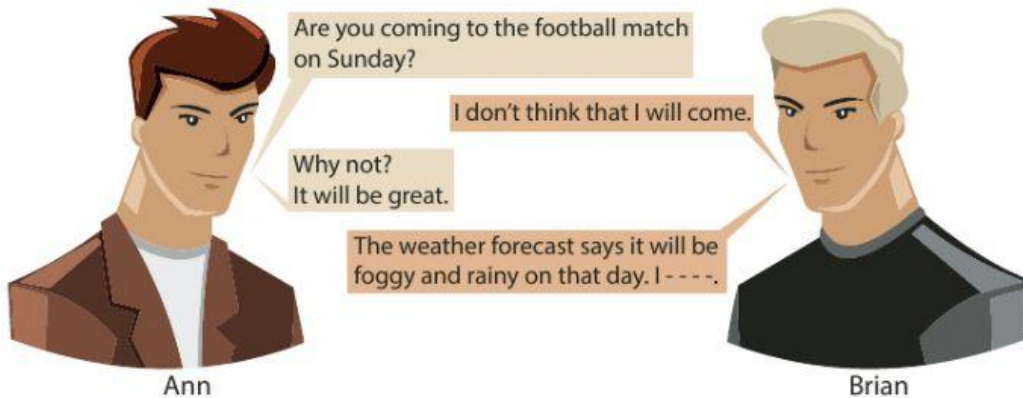 Are you coming to the football match
on Sunday?
I don't think that I will come.
Why not?
It will be great.
The weather forecast says it will be
foggy and rainy on that day. I - - - -.
Ann
Brian